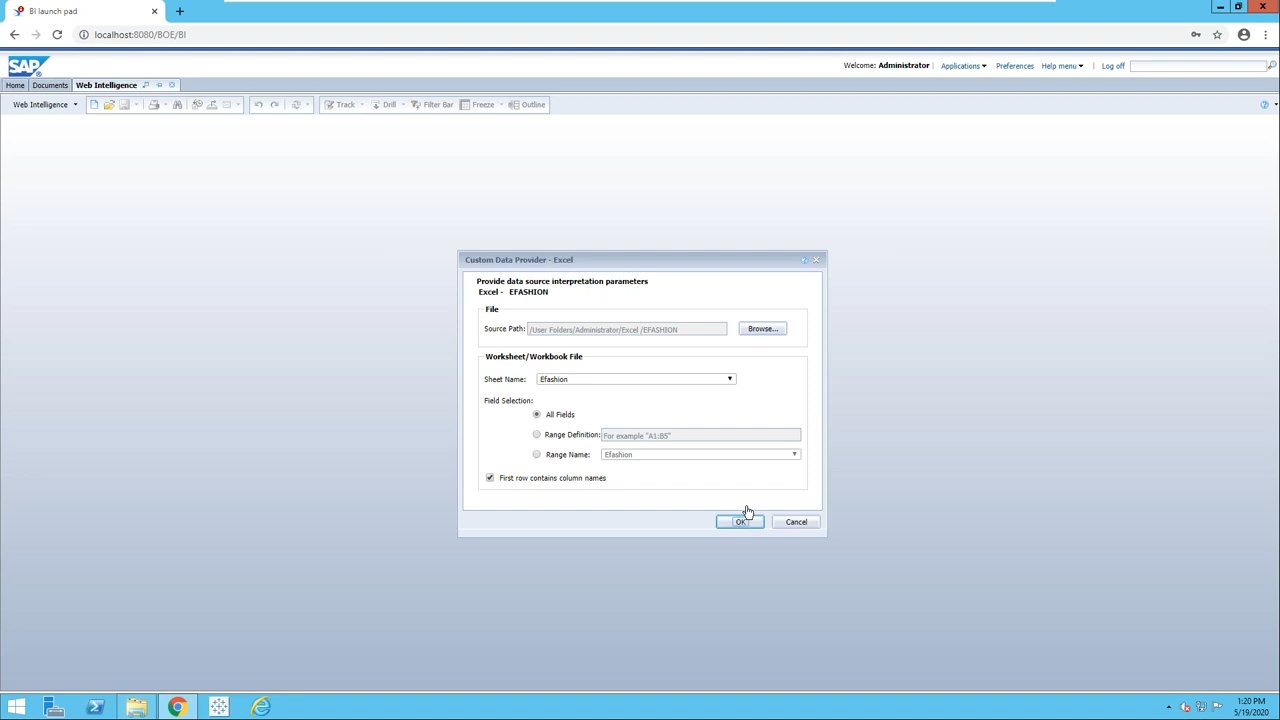 BI launch pad
localhost:8080/BOE/BI
SAP
Welcome: Administrator Applications Preferences Help menu Log off
Home Documents Web Intelligence
Web Intelligence Track Drill Filter Bar Freeze Outline
Custom Data Provider - Excel
Provide data source interpretation parameters
Excel - EFASHION
File
Source Path: /User Folders/Administrator/Excel /EFASHION Browse...
Worksheet/Workbook File
Sheet Name: Efashion
Field Selection:
All Fields
Range Definition: For example "A1:B5"
Range Name: Efashion
First row contains column names
OK Cancel
1:20 PM
5/19/2020